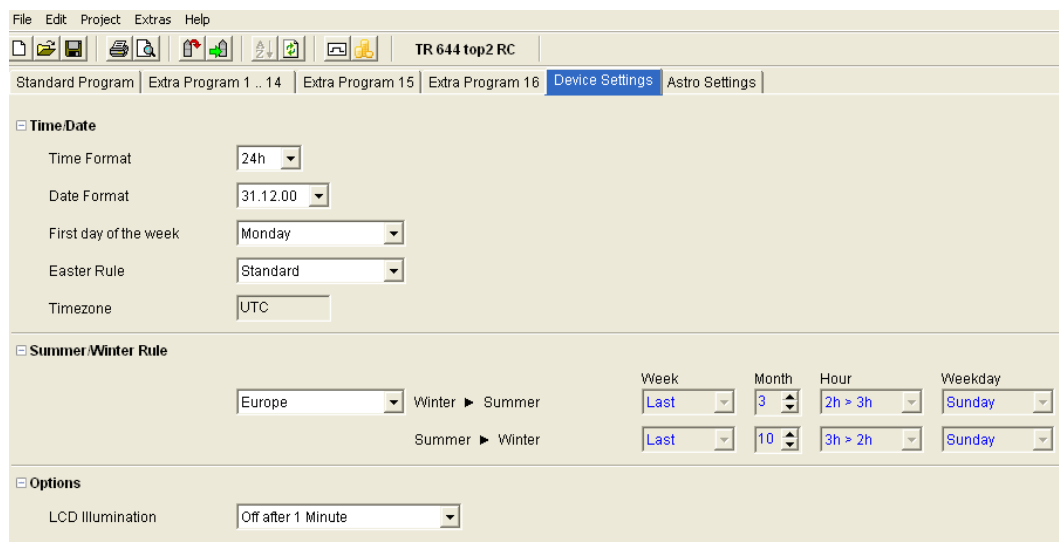 File Edit Project Extras Help
TR 644 top2 RC
Standard Program Extra Program 1 .. 14 Extra Program 15 Extra Program 16 Device Settings Astro Settings
Time/Date
Time Format 24h
Date Format 31.12.00
First day of the week Monday
Easter Rule Standard
Timezone UTC
Summer/Winter Rule
Week Month Hour Weekday
Europe Winter ► Summer Last 3 2h > 3h Sunday
Summer ► Winter Last 10 3h > 2h Sunday
Options
LCD Illumination Off after 1 Minute